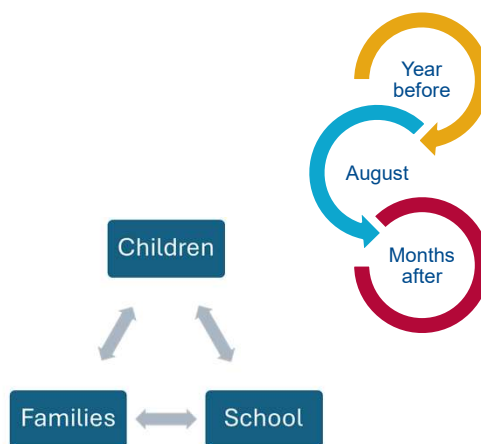 Year
before
August
Months
after
Children
Families
School